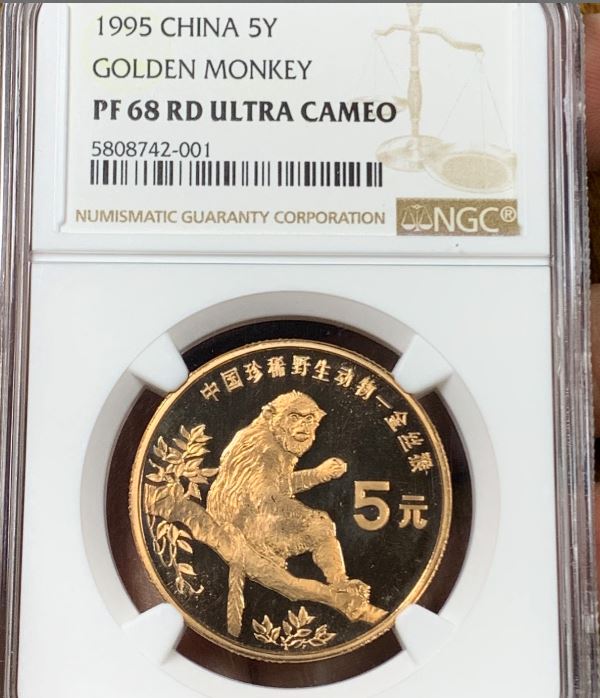 1995 CHINA 5Y
GOLDEN MONKEY
PF 68 RD ULTRA CAMEO
5808742-001
NUMISMATIC GUARANTY CORPORATION
NGC®
中国珍稀野生动物—金丝猴
5元